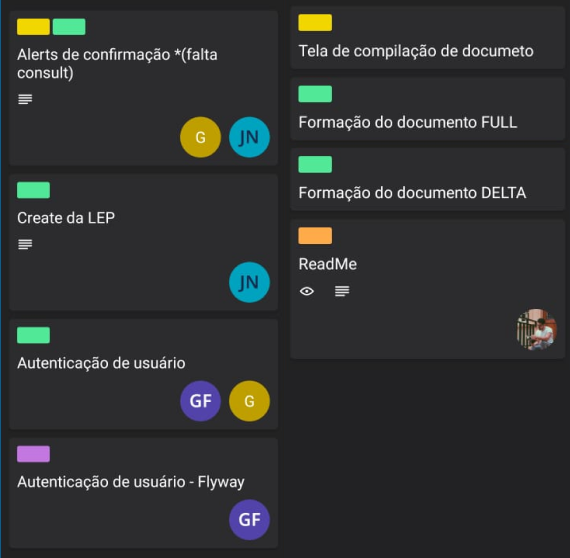 Alerts de confirmação *(falta
consult)
G
JN
Create da LEP
JN
Autenticação de usuário
GF
G
Autenticação de usuário - Flyway
GF
Tela de compilação de documeto
Formação do documento FULL
Formação do documento DELTA
ReadMe